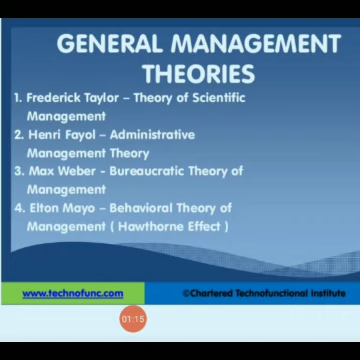 GENERAL MANAGEMENT
THEORIES
1. Frederick Taylor – Theory of Scientific
Management
2. Henri Fayol – Administrative
Management Theory
3. Max Weber - Bureaucratic Theory of
Management
4. Elton Mayo – Behavioral Theory of
Management ( Hawthorne Effect )
www.technofunc.com ©Chartered Technofunctional Institute
01:15